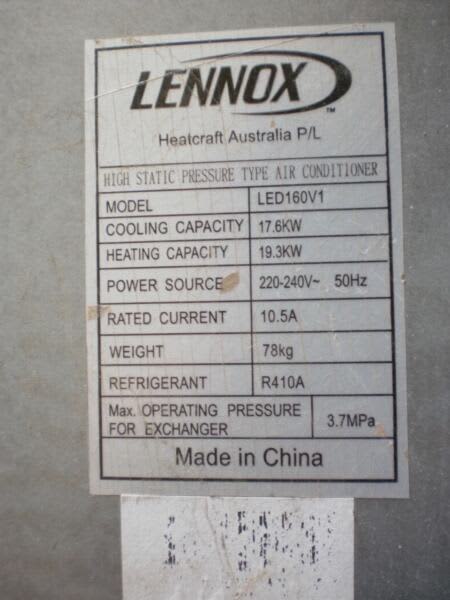 LENNOX™
Heatcraft Australia P/L
HIGH STATIC PRESSURE TYPE AIR CONDITIONER
MODEL LED160V1
COOLING CAPACITY 17.6KW
HEATING CAPACITY 19.3KW
POWER SOURCE 220-240V~ 50Hz
RATED CURRENT 10.5A
WEIGHT 78kg
REFRIGERANT R410A
Max. OPERATING PRESSURE
FOR EXCHANGER 3.7MPa
Made in China